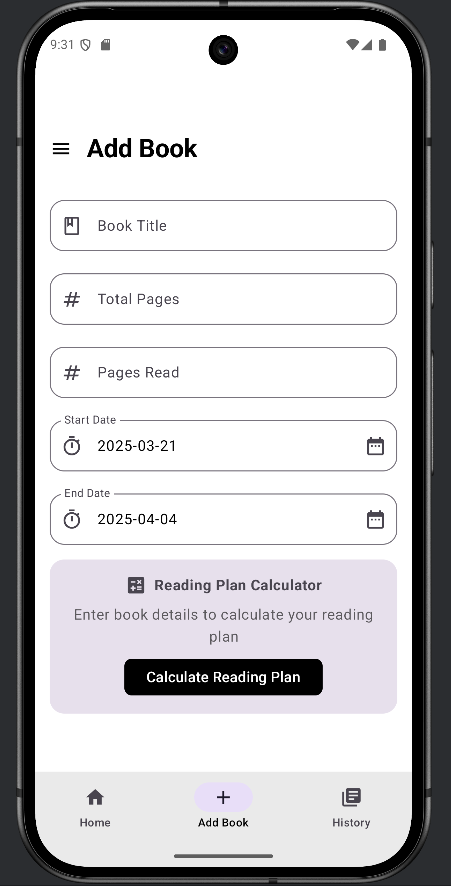 9:31
Add Book
Book Title
# Total Pages
# Pages Read
Start Date
2025-03-21
End Date
2025-04-04
Reading Plan Calculator
Enter book details to calculate your reading
plan
Calculate Reading Plan
Home
Add Book
History